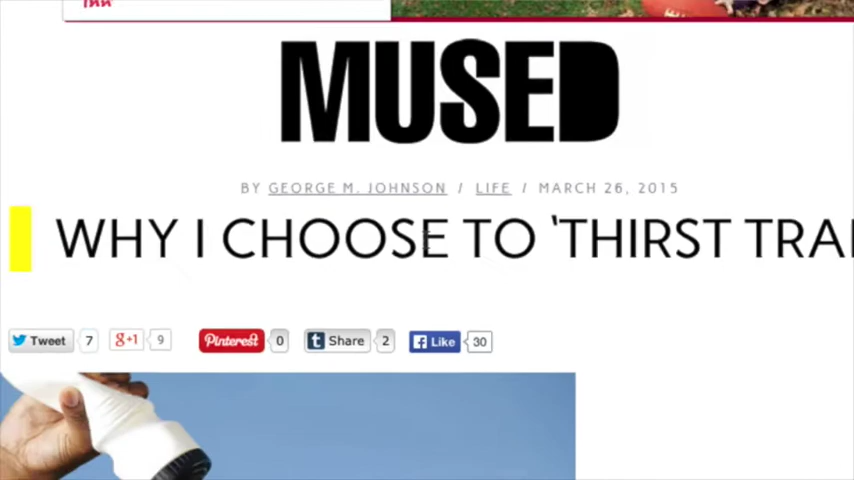 Inn
MUSED
BY GEORGE M. JOHNSON / LIFE / MARCH 26, 2015
WHY I CHOOSE TO ‘THIRST TRA
Tweet 7 g+1 9 Pinterest 0 t Share 2 f Like 30